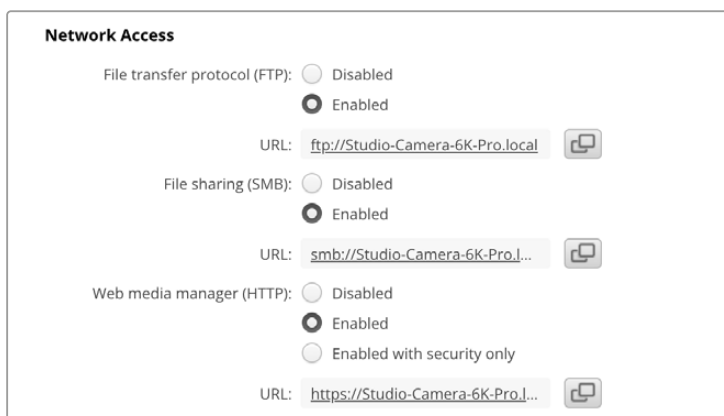 Network Access
File transfer protocol (FTP): Disabled
Enabled
URL: ftp://Studio-Camera-6K-Pro.local
File sharing (SMB): Disabled
Enabled
URL: smb://Studio-Camera-6K-Pro.l...
Web media manager (HTTP): Disabled
Enabled
Enabled with security only
URL: https://Studio-Camera-6K-Pro.l...